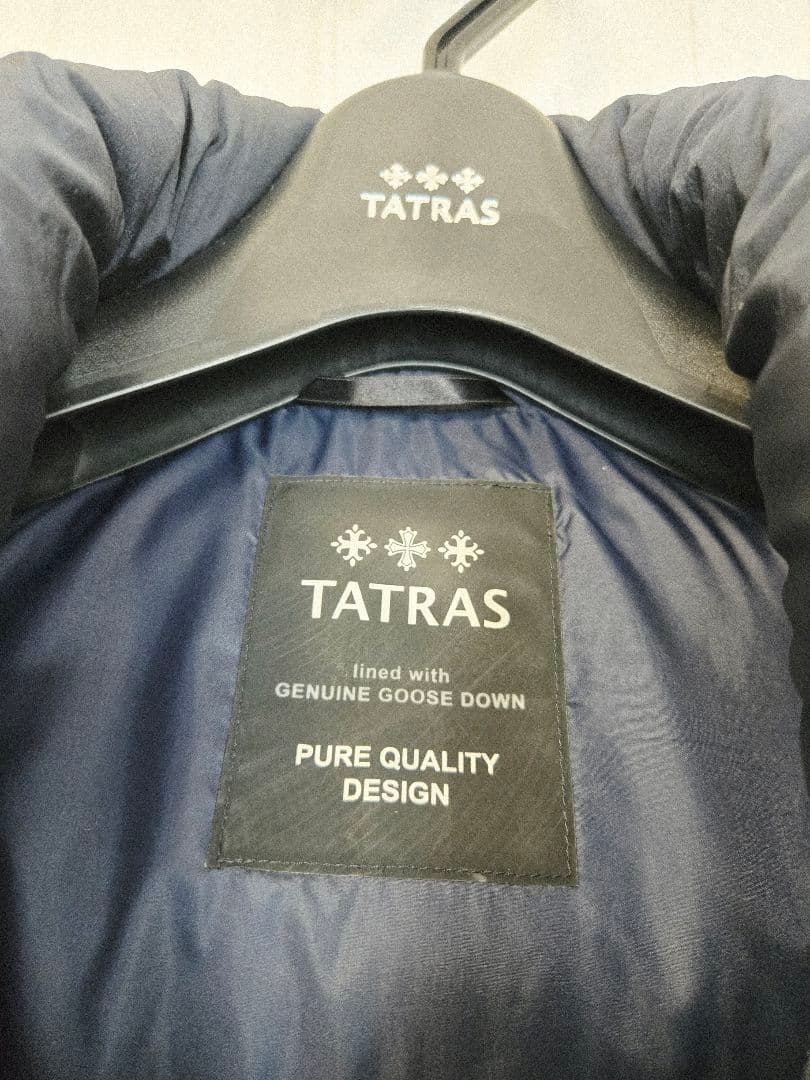 TATRAS
TATRAS
lined with
GENUINE GOOSE DOWN
PURE QUALITY
DESIGN